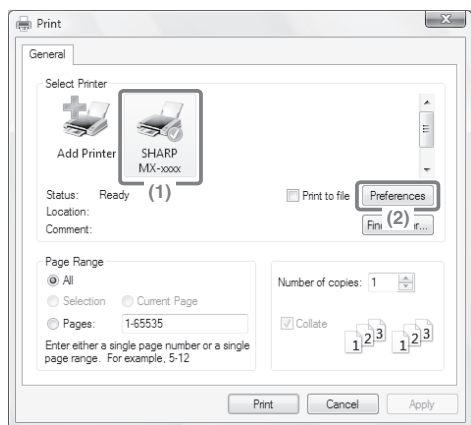 Print
General
Select Printer
Add Printer
SHARP
MX-xxxx
(1)
Status: Ready
Location:
Comment:
Print to file
Preferences
(2)
Page Range
All
Selection
Current Page
Pages: 1-65535
Enter either a single page number or a single
page range. For example, 5-12
Number of copies: 1
Collate
1 2 3 1 2 3
Print Cancel Apply